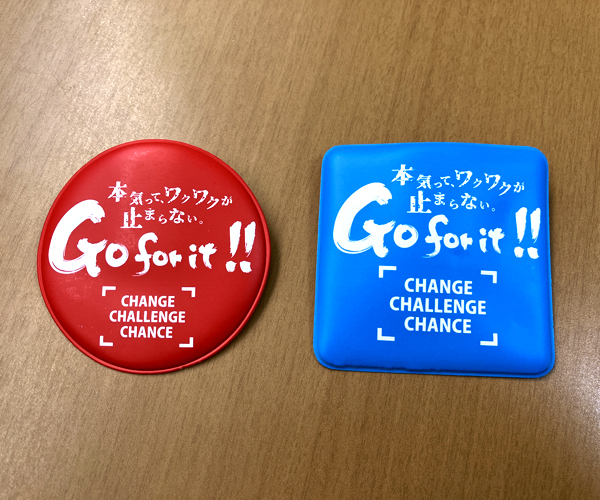 本気って、ワクワクが
止まらない。
Go for it!!
CHANGE
CHALLENGE
CHANCE
本気って、ワクワクが
止まらない。
Go for it!!
CHANGE
CHALLENGE
CHANCE